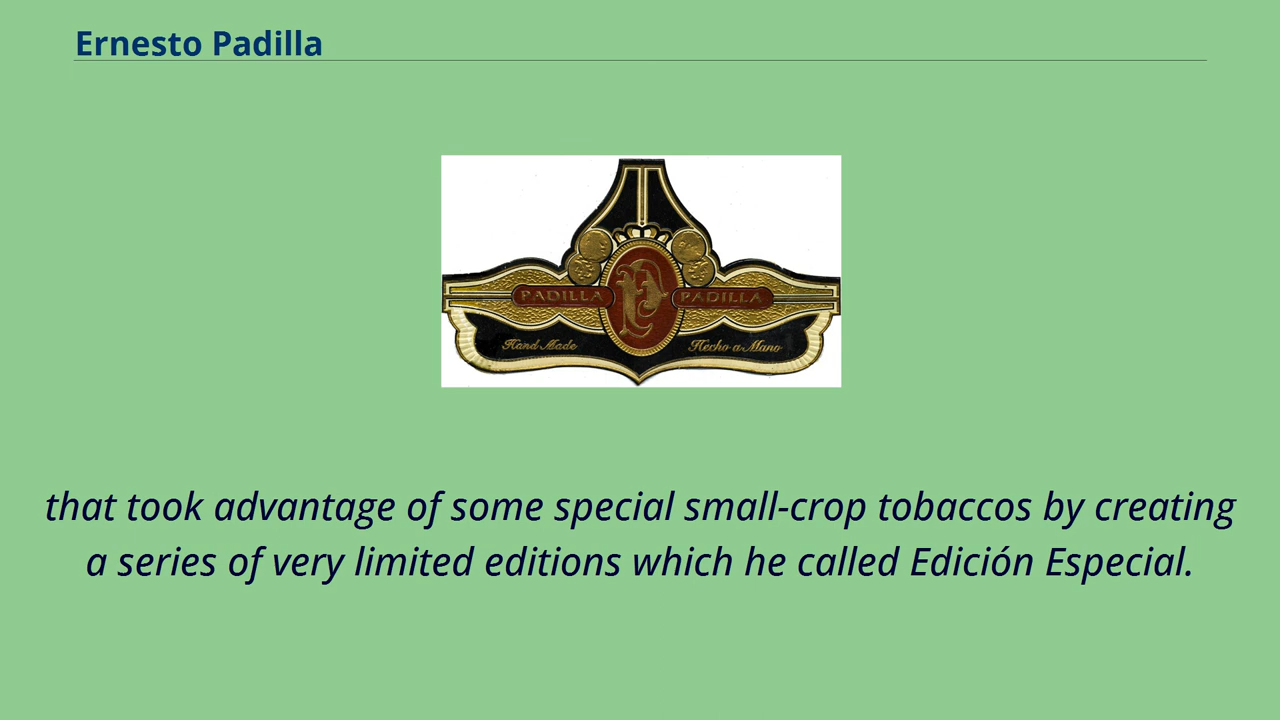 Ernesto Padilla
PADILLA PADILLA
Hand Made Hecho a Mano
that took advantage of some special small-crop tobaccos by creating
a series of very limited editions which he called Edición Especial.